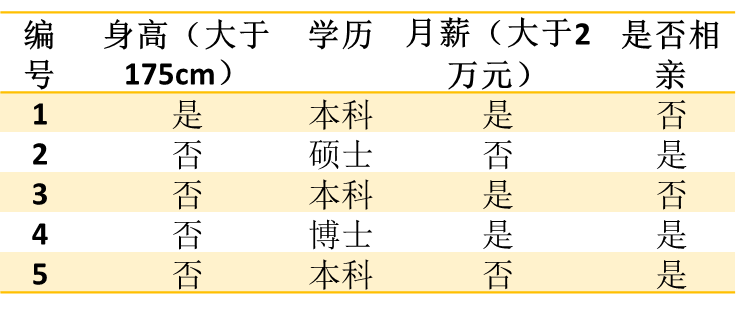 编号 身高（大于175cm） 学历 月薪（大于2万元） 是否相亲
1 是 本科 是 否
2 否 硕士 否 是
3 否 本科 是 否
4 否 博士 是 是
5 否 本科 否 是